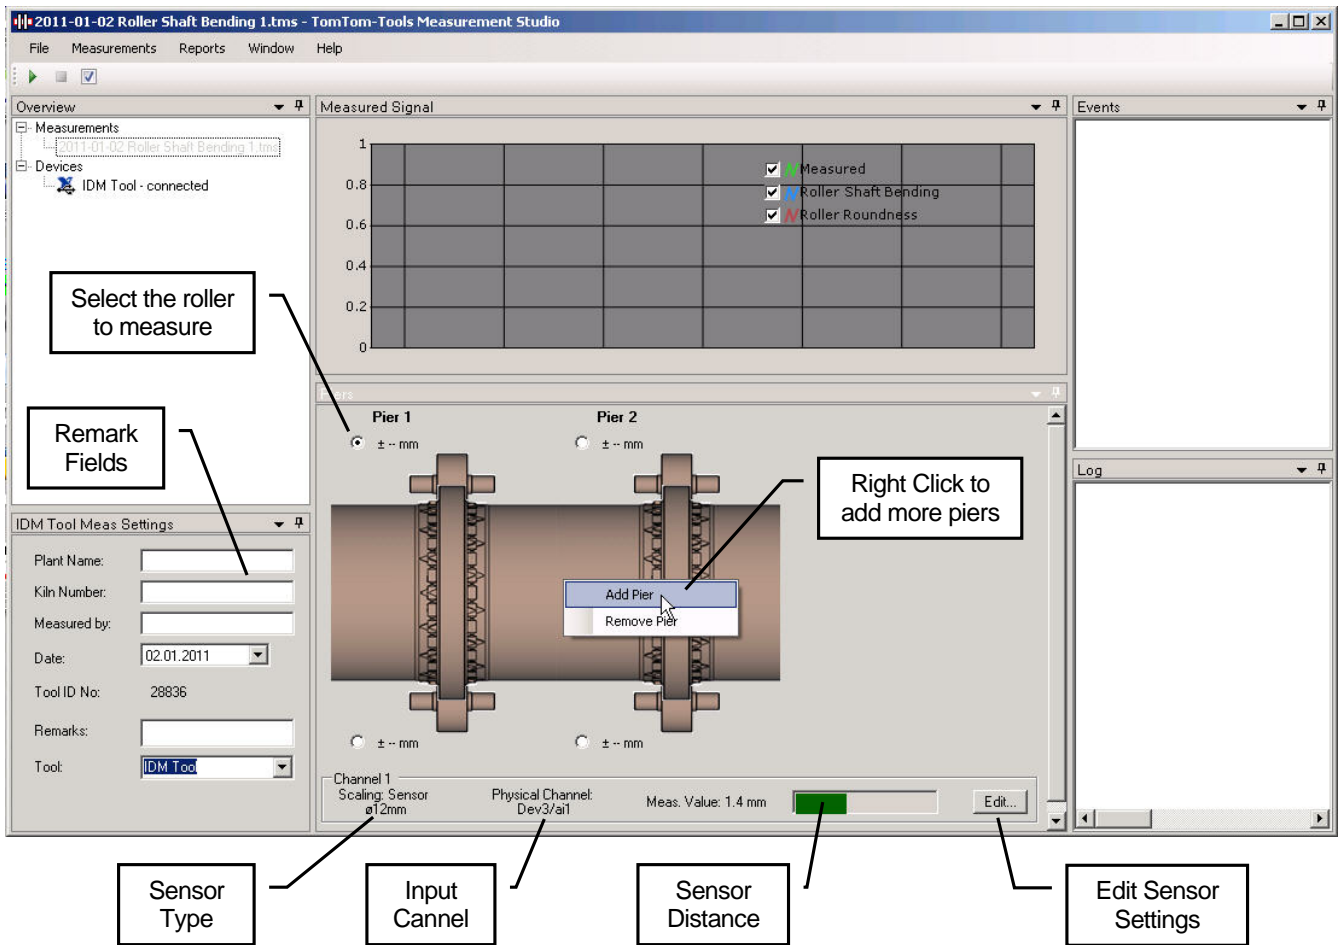 2011-01-02 Roller Shaft Bending 1.tms - TomTom-Tools Measurement Studio
File Measurements Reports Window Help
Overview
Measurements
2011-01-02 Roller Shaft Bending 1.tms
Devices
IDM Tool - connected
Measured Signal
1
0.8
0.6
0.4
0.2
0
Measured
Roller Shaft Bending
Roller Roundness
Events
Select the roller
to measure
Remark
Fields
Piers
Pier 1 Pier 2
± -- mm ± -- mm
Right Click to
add more piers
Add Pier
Remove Pier
± -- mm ± -- mm
Log
IDM Tool Meas Settings
Plant Name:
Kiln Number:
Measured by:
Date: 02.01.2011
Tool ID No: 28836
Remarks:
Tool: IDM Tool
Channel 1
Scaling: Sensor
ø12mm
Physical Channel:
Dev3/ai1
Meas. Value: 1.4 mm
Edit...
Sensor
Type
Input
Cannel
Sensor
Distance
Edit Sensor
Settings